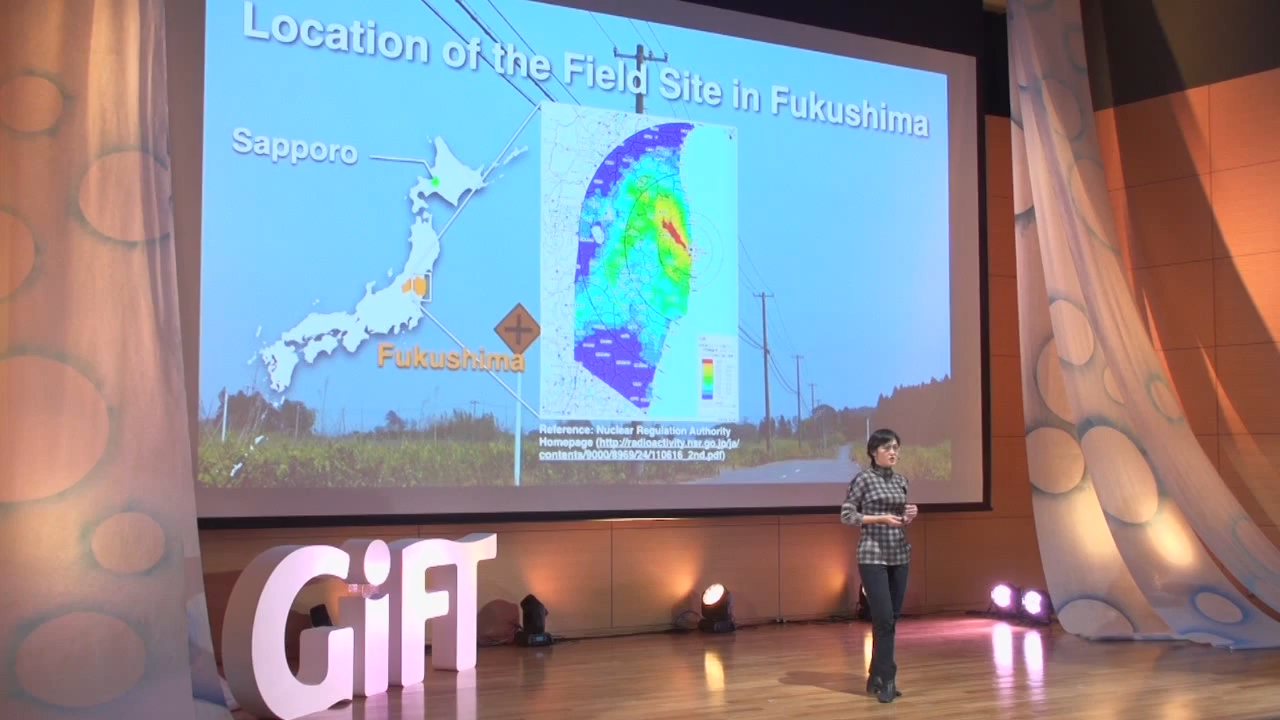 Location of the Field Site in Fukushima
Sapporo
Fukushima
Reference: Nuclear Regulation Authority
Homepage (http://radioactivity.nsr.go.jp/ja/
contents/9000/8969/24/110616_2nd.pdf)
GiFT